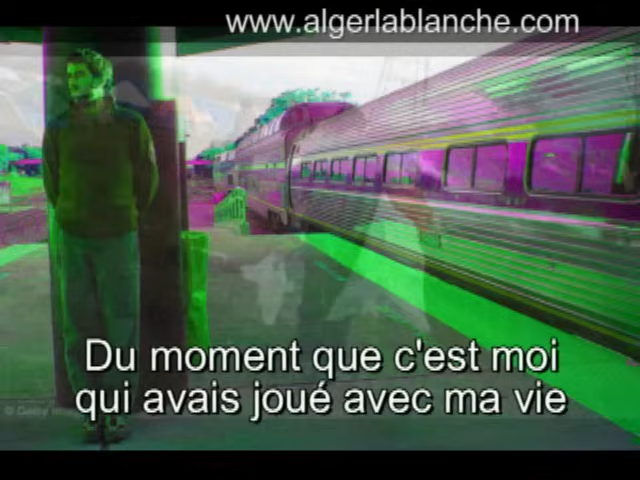 www.algerlablanche.com
Du moment que c'est moi
qui avais joué avec ma vie